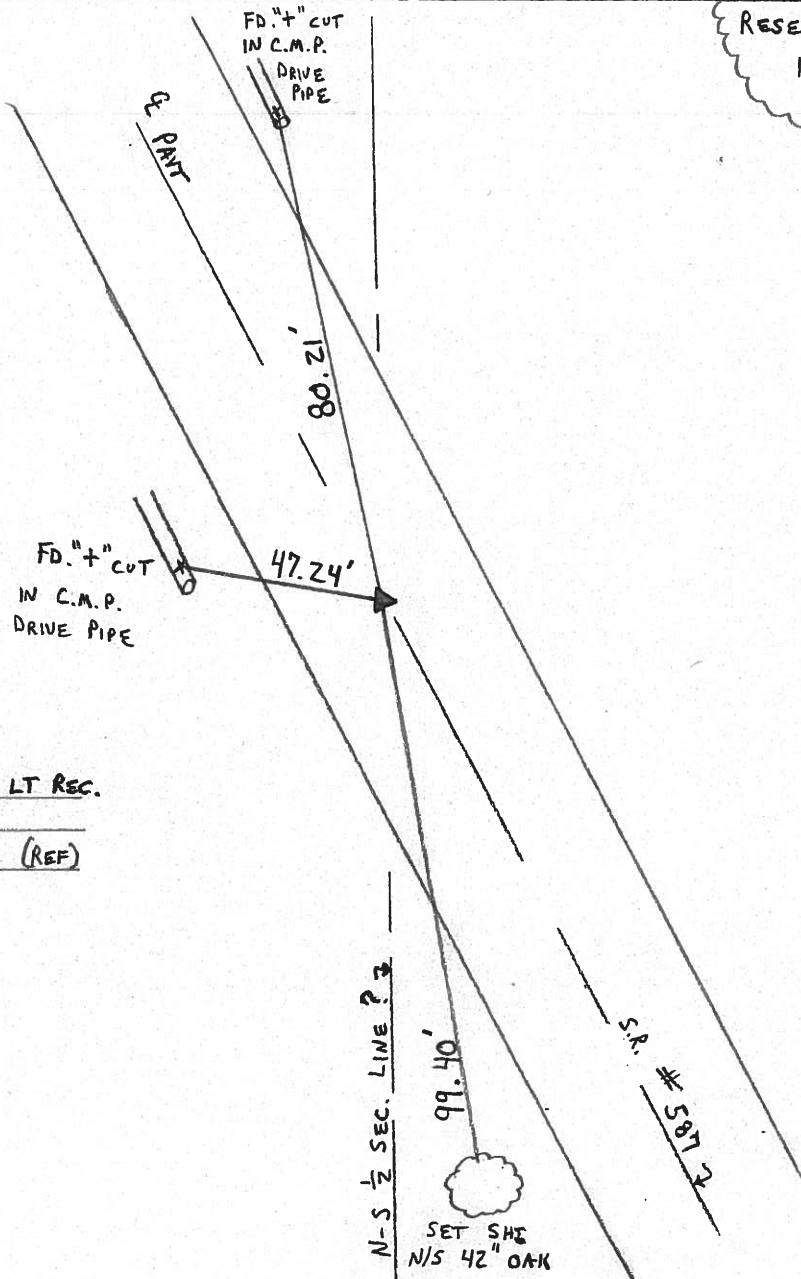 FD. "+" CUT
IN C.M.P.
DRIVE
PIPE
RESE
℄ PAVT
80.21'
FD. "+" CUT
IN C.M.P.
DRIVE PIPE
47.24'
LT REC.
(REF)
N-S ½ SEC. LINE ?
99.40'
S.R. # 587
SET SHI
N/S 42" OAK